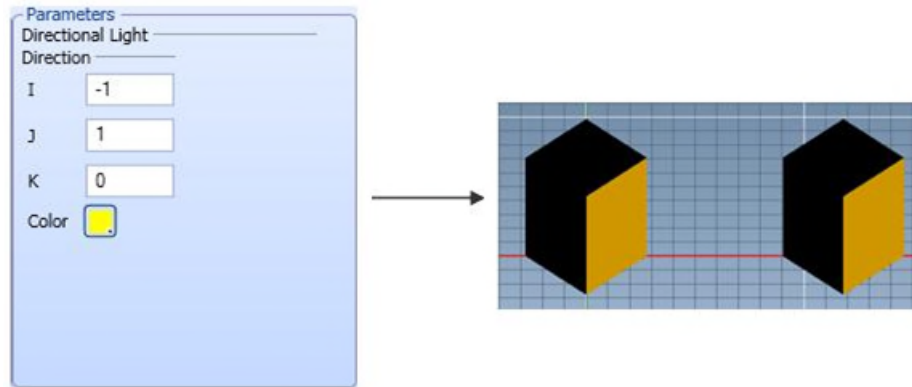 Parameters
Directional Light
Direction
I -1
J 1
K 0
Color